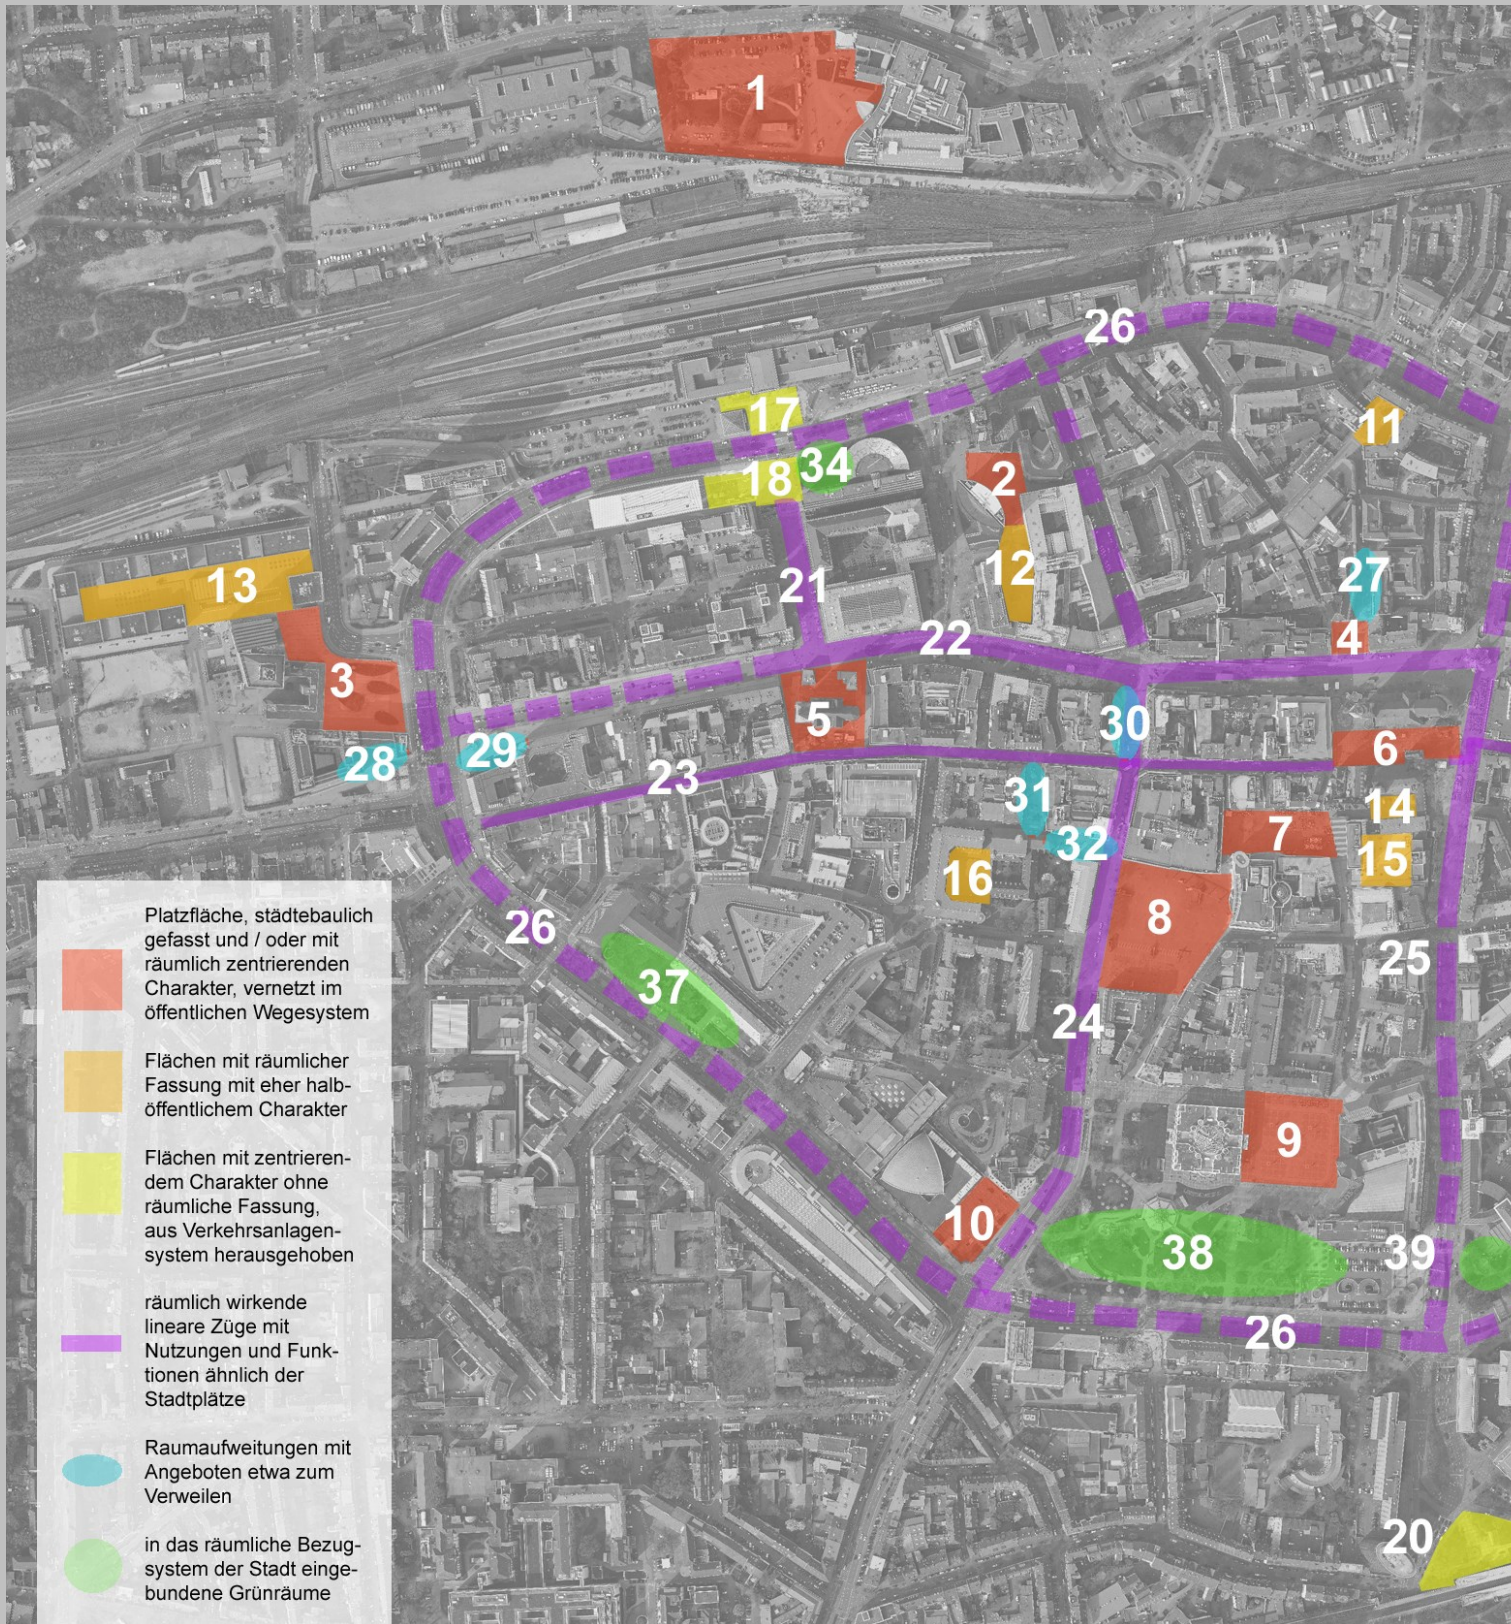 1
26
17
11
18
34
2
13
12
21
27
22
4
3
5
30
28
29
6
23
31
14
7
32
15
16
8
26
25
37
24
9
10
38
39
26
20
Platzfläche, städtebaulich
gefasst und / oder mit
räumlich zentrierenden
Charakter, vernetzt im
öffentlichen Wegesystem
Flächen mit räumlicher
Fassung mit eher halb-
öffentlichem Charakter
Flächen mit zentrieren-
dem Charakter ohne
räumliche Fassung,
aus Verkehrsanlagen-
system herausgehoben
räumlich wirkende
lineare Züge mit
Nutzungen und Funk-
tionen ähnlich der
Stadtplätze
Raumaufweitungen mit
Angeboten etwa zum
Verweilen
in das räumliche Bezug-
system der Stadt einge-
bundene Grünräume